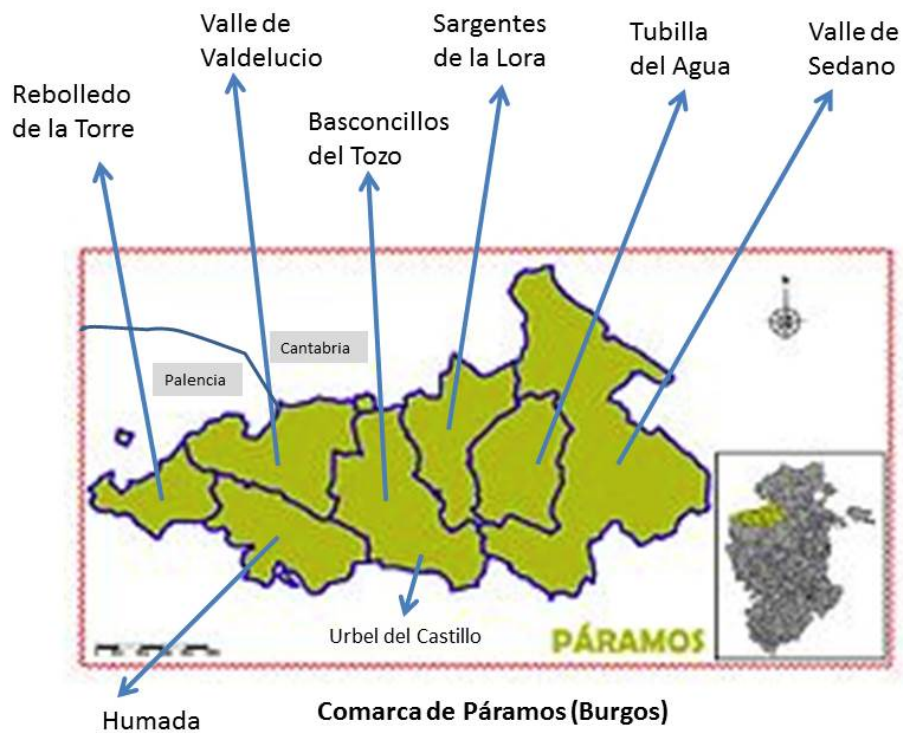 Valle de
Valdelucio
Sargentes
de la Lora
Tubilla
del Agua
Valle de
Sedano
Rebolledo
de la Torre
Basconcillos
del Tozo
Cantabria
Palencia
Urbel del Castillo
PÁRAMOS
Humada
Comarca de Páramos (Burgos)